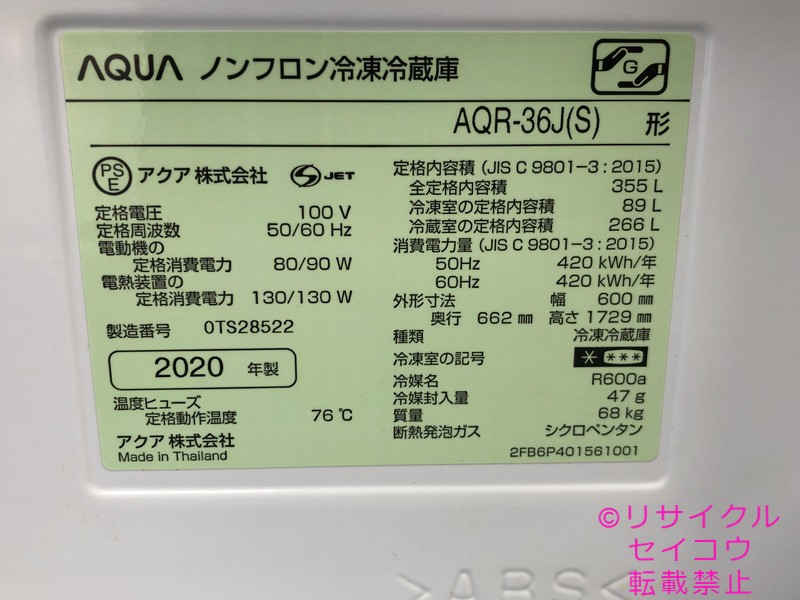 AQUA ノンフロン冷凍冷蔵庫
G
AQR-36J(S) 形
PS
E
アクア株式会社 S JET
定格電圧 100 V
定格周波数 50/60 Hz
電動機の
定格消費電力 80/90 W
電熱装置の
定格消費電力 130/130 W
製造番号 0TS28522
2020 年製
温度ヒューズ
定格動作温度 76 ℃
アクア株式会社
Made in Thailand
定格内容積 (JIS C 9801-3:2015)
全定格内容積 355 L
冷凍室の定格内容積 89 L
冷蔵室の定格内容積 266 L
消費電力量 (JIS C 9801-3:2015)
50Hz 420 kWh/年
60Hz 420 kWh/年
外形寸法 幅 600 ㎜
奥行 662 ㎜ 高さ 1729 ㎜
種類 冷凍冷蔵庫
冷凍室の記号 * ***
冷媒名 R600a
冷媒封入量 47 g
質量 68 kg
断熱発泡ガス シクロペンタン
2FB6P401561001
©リサイクル
セイコウ
転載禁止
>ABS<